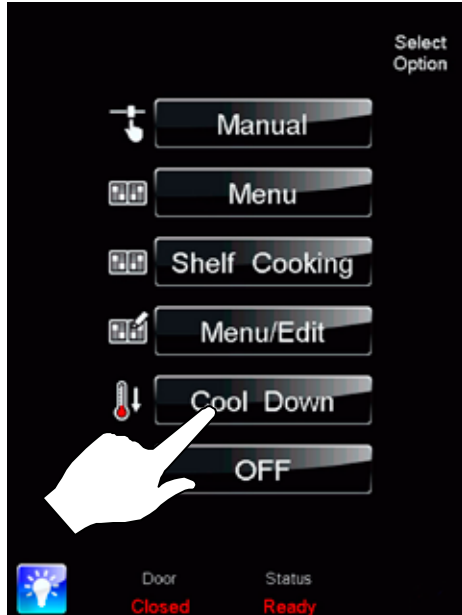 Select
Option
Manual
Menu
Shelf Cooking
Menu/Edit
Cool Down
OFF
Door
Status
Closed
Ready